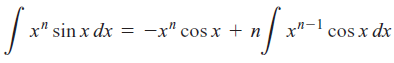 ∫ xⁿ sin x dx = −xⁿ cos x + n ∫ xⁿ⁻¹ cos x dx